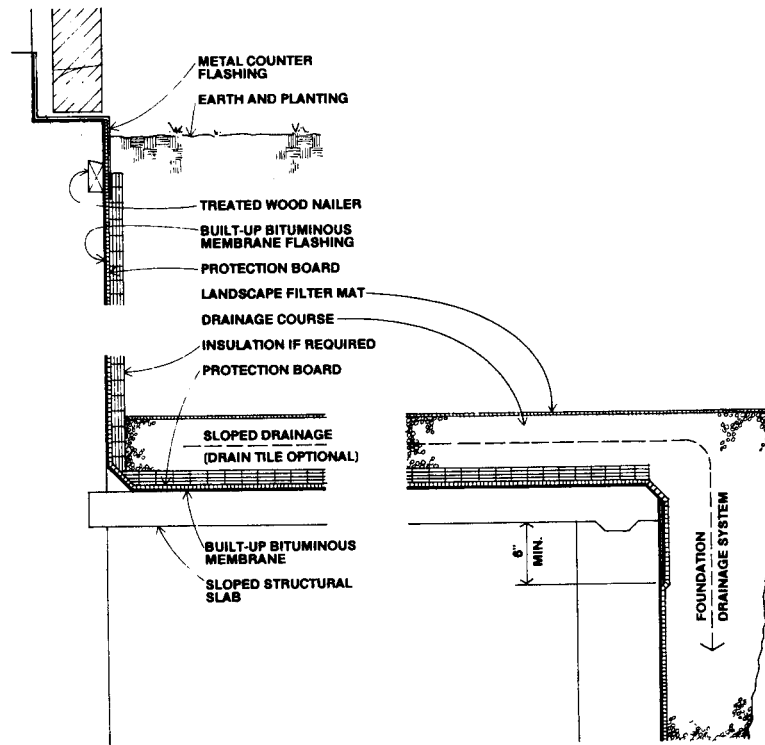 METAL COUNTER
FLASHING
EARTH AND PLANTING
TREATED WOOD NAILER
BUILT-UP BITUMINOUS
MEMBRANE FLASHING
PROTECTION BOARD
LANDSCAPE FILTER MAT
DRAINAGE COURSE
INSULATION IF REQUIRED
PROTECTION BOARD
SLOPED DRAINAGE
(DRAIN TILE OPTIONAL)
BUILT-UP BITUMINOUS
MEMBRANE
SLOPED STRUCTURAL
SLAB
6"
MIN.
FOUNDATION
DRAINAGE SYSTEM